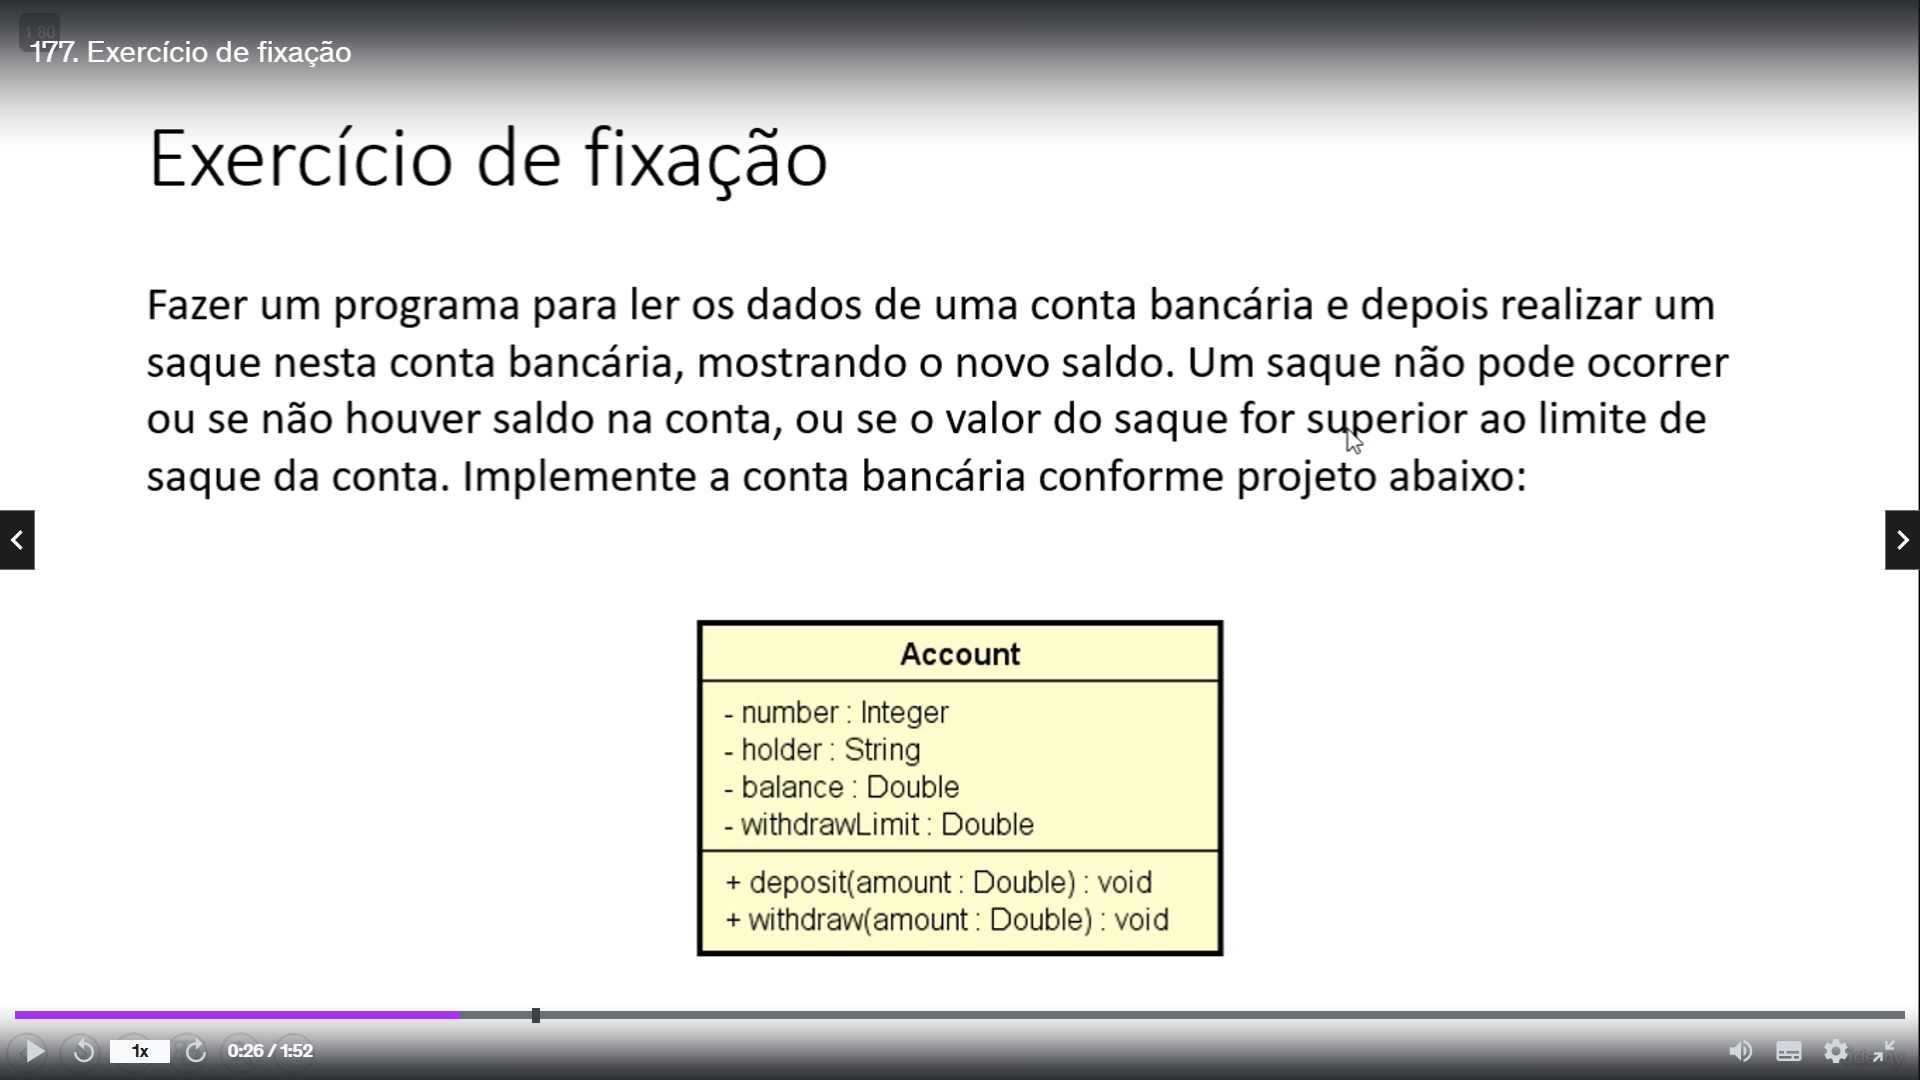 1.80
177. Exercício de fixação
Exercício de fixação
Fazer um programa para ler os dados de uma conta bancária e depois realizar um
saque nesta conta bancária, mostrando o novo saldo. Um saque não pode ocorrer
ou se não houver saldo na conta, ou se o valor do saque for superior ao limite de
saque da conta. Implemente a conta bancária conforme projeto abaixo:
Account
- number : Integer
- holder : String
- balance : Double
- withdrawLimit : Double
+ deposit(amount : Double) : void
+ withdraw(amount : Double) : void
1x
0:26 / 1:52
udemy